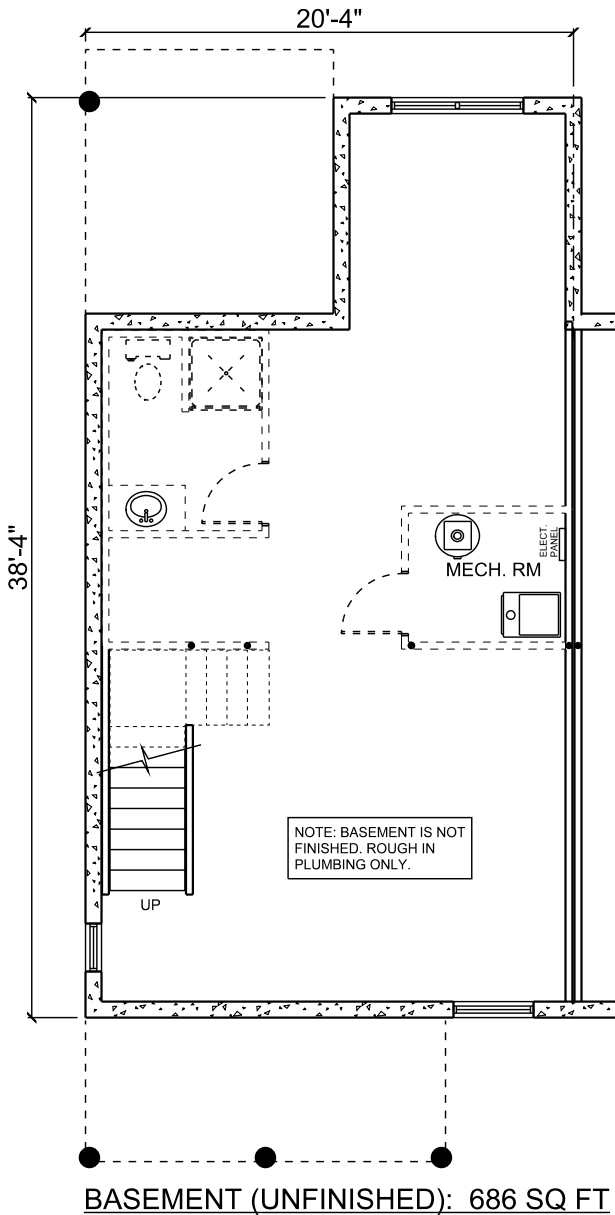 20'-4"
38'-4"
ELECT.
PANEL
MECH. RM
NOTE: BASEMENT IS NOT
FINISHED. ROUGH IN
PLUMBING ONLY.
UP
BASEMENT (UNFINISHED): 686 SQ FT